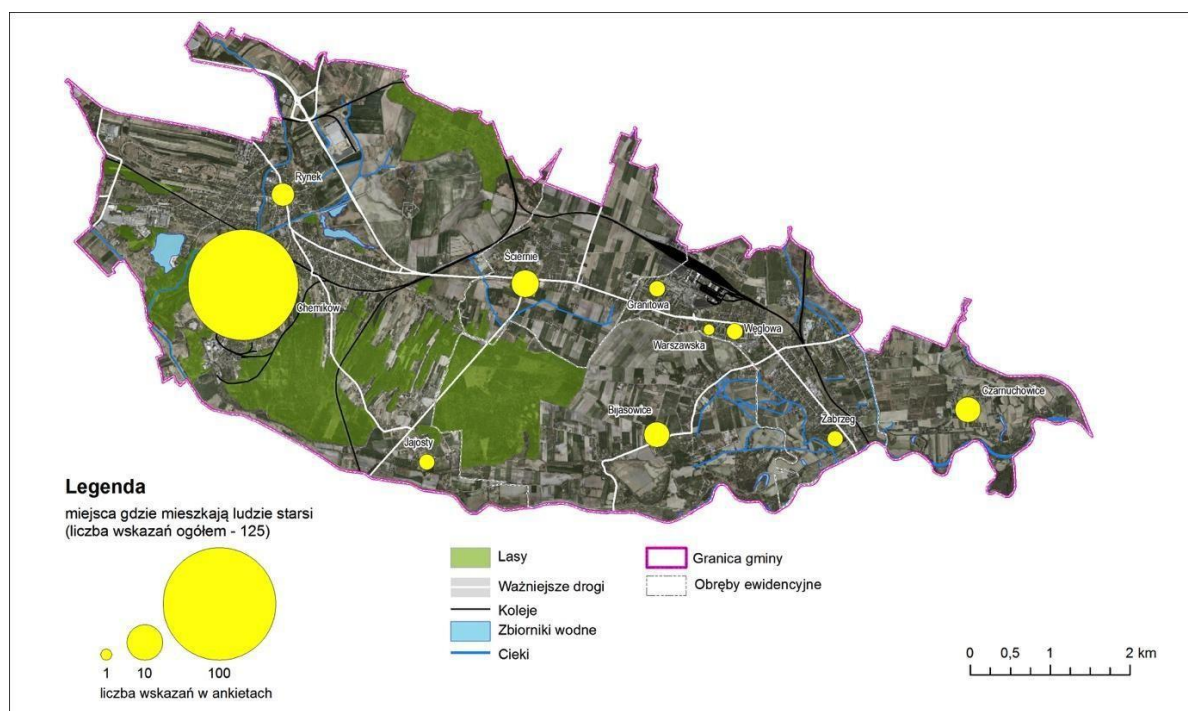 Rynek
Chemików
Ściernie
Granitowa
Węglowa
Warszawska
Czarnuchowice
Bijasowice
Zabrzeg
Jajosty
Legenda
miejsca gdzie mieszkają ludzie starsi
(liczba wskazań ogółem - 125)
1 10 100
liczba wskazań w ankietach
Lasy
Ważniejsze drogi
Koleje
Zbiorniki wodne
Cieki
Granica gminy
Obręby ewidencyjne
0 0,5 1 2 km